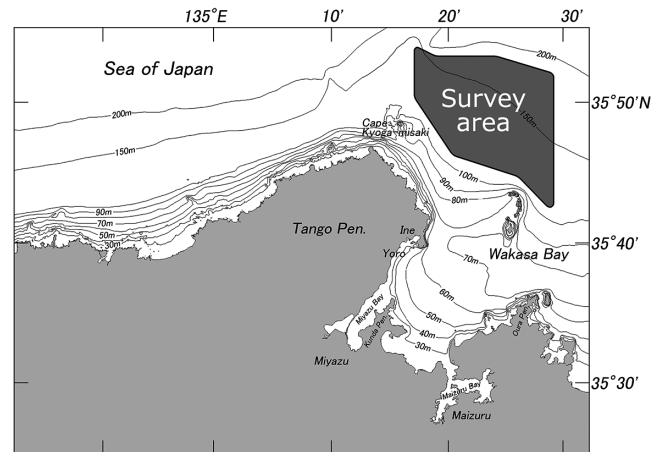 135°E
10’
20’
30’
Sea of Japan
200m
200m
150m
150m
Survey
area
35°50’N
Cape
Kyoga misaki
100m
90m
80m
90m
70m
50m
30m
Tango Pen.
Ine
Yoro
Wakasa Bay
35°40’
70m
60m
50m
40m
30m
Miyazu Bay
Kunda Pen.
Oura Pen.
Miyazu
35°30’
Maizuru Bay
Maizuru